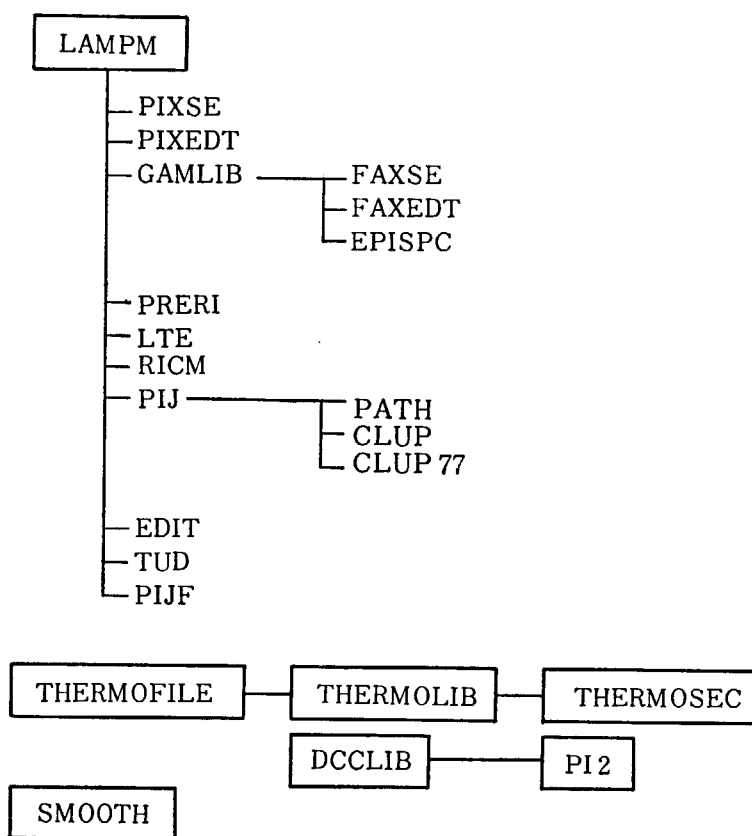 LAMPM
PIXSE
PIXEDT
GAMLIB FAXSE
FAXEDT
EPISPC
PRERI
LTE
RICM
PIJ PATH
CLUP
CLUP 77
EDIT
TUD
PIJF
THERMOFILE THERMOLIB THERMOSEC
DCCLIB PI2
SMOOTH